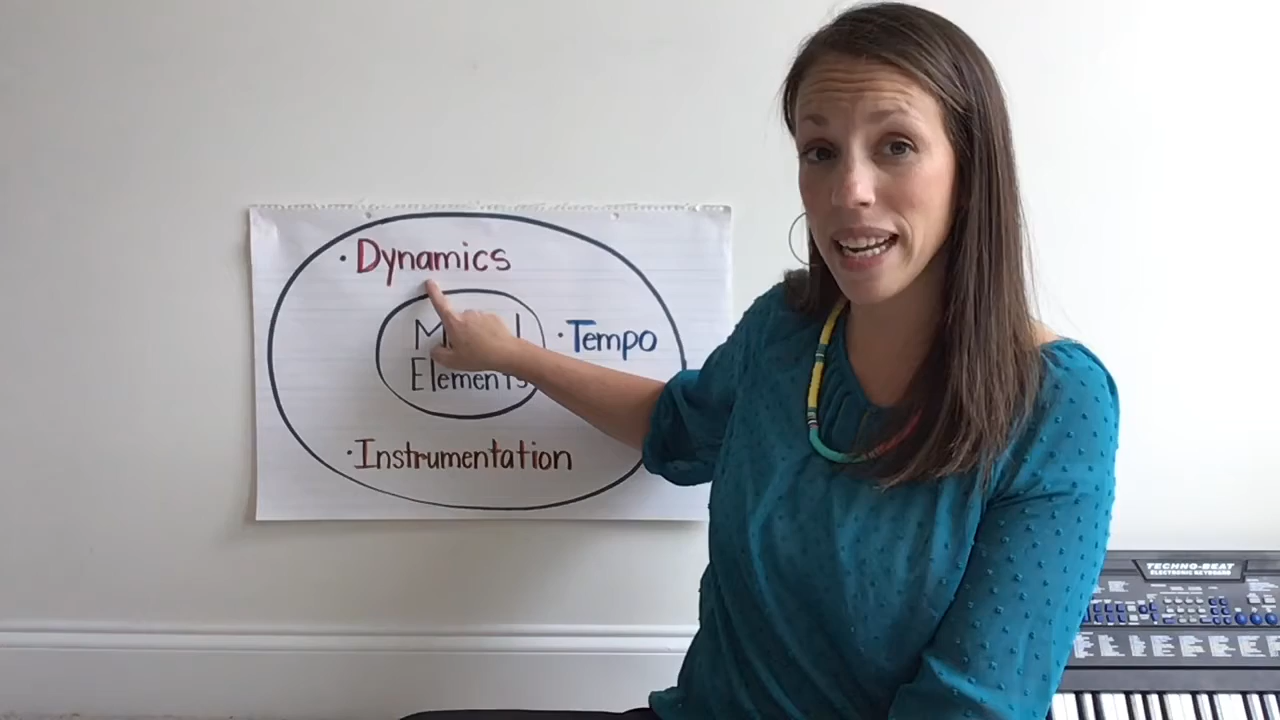 · Dynamics
· Tempo
Elements
· Instrumentation
TECHNO-BEAT
ELECTRONIC KEYBOARD